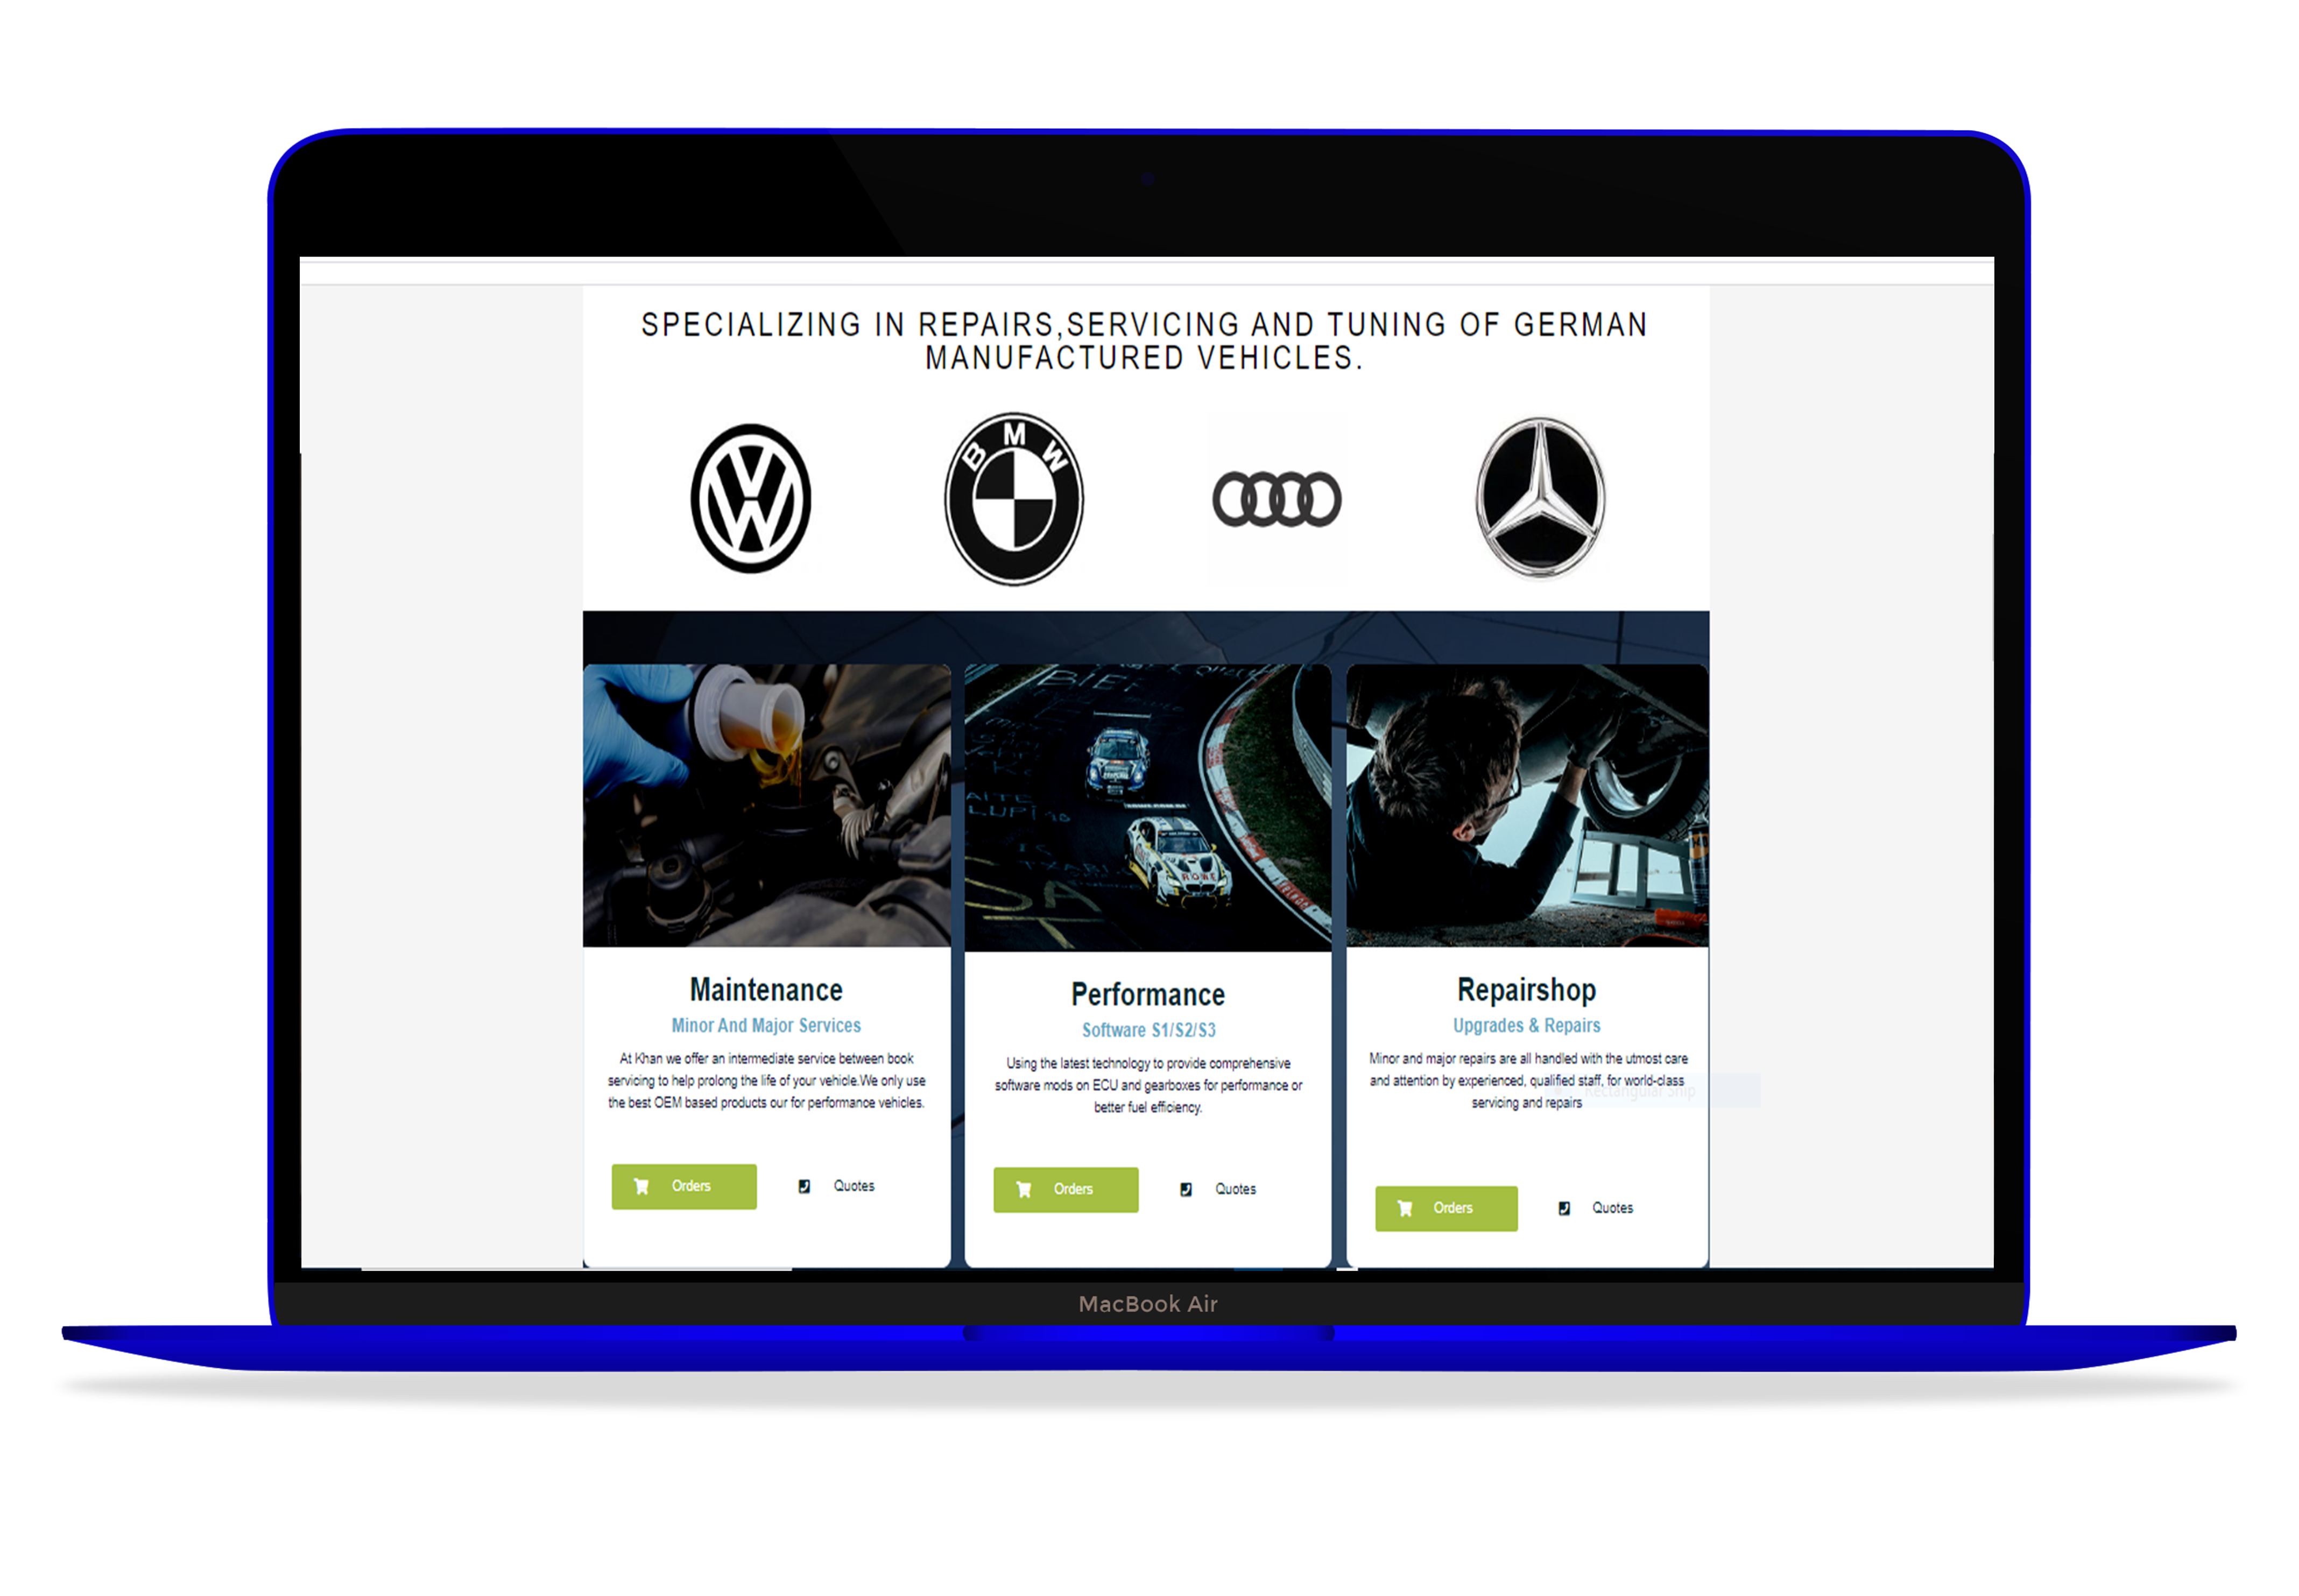 SPECIALIZING IN REPAIRS,SERVICING AND TUNING OF GERMAN
MANUFACTURED VEHICLES.
BMW
ROWE
Maintenance
Minor And Major Services
At Khan we offer an intermediate service between book
servicing to help prolong the life of your vehicle.We only use
the best OEM based products our for performance vehicles.
Orders
Quotes
Performance
Software S1/S2/S3
Using the latest technology to provide comprehensive
software mods on ECU and gearboxes for performance or
better fuel efficiency.
Orders
Quotes
Repairshop
Upgrades & Repairs
Minor and major repairs are all handled with the utmost care
and attention by experienced, qualified staff, for world-class
servicing and repairs
Rectangular Snip
Orders
Quotes
MacBook Air